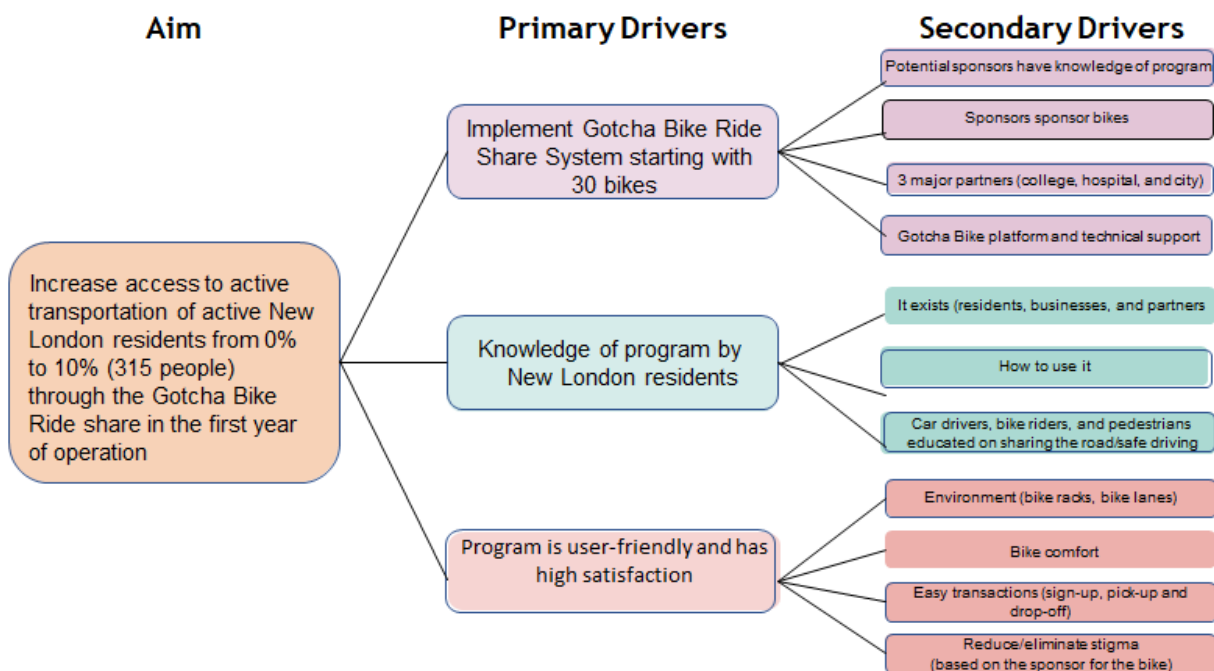 Aim
Primary Drivers
Secondary Drivers
Increase access to active
transportation of active New
London residents from 0%
to 10% (315 people)
through the Gotcha Bike
Ride share in the first year
of operation
Implement Gotcha Bike Ride
Share System starting with
30 bikes
Potential sponsors have knowledge of program
Sponsors sponsor bikes
3 major partners (college, hospital, and city)
Gotcha Bike platform and technical support
Knowledge of program by
New London residents
It exists (residents, businesses, and partners
How to use it
Car drivers, bike riders, and pedestrians
educated on sharing the road/safe driving
Program is user-friendly and has
high satisfaction
Environment (bike racks, bike lanes)
Bike comfort
Easy transactions (sign-up, pick-up and
drop-off)
Reduce/eliminate stigma
(based on the sponsor for the bike)